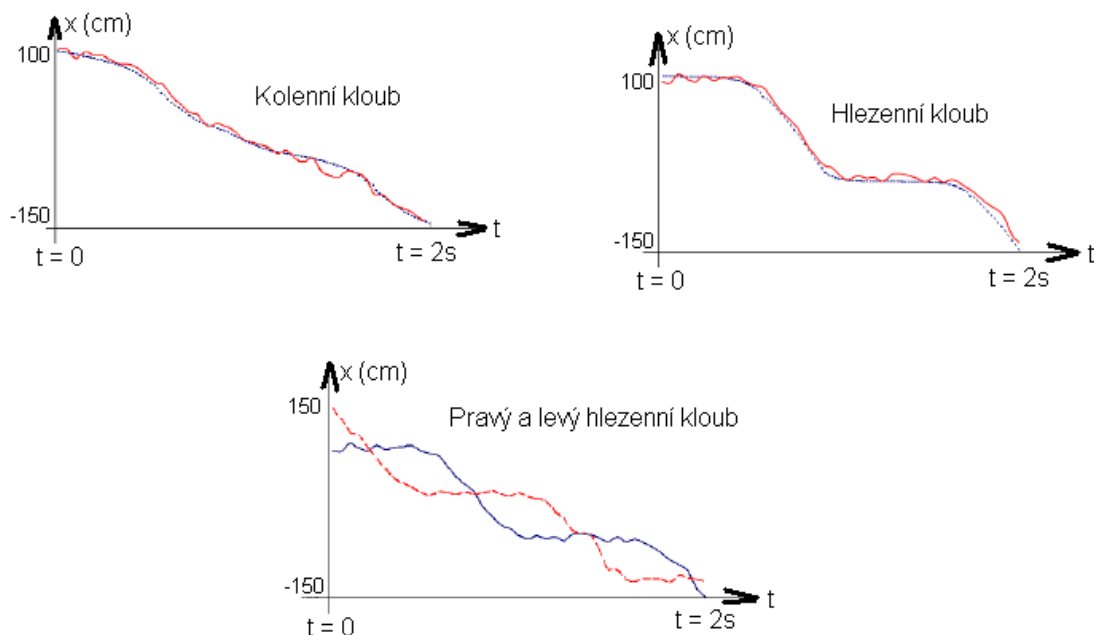 x (cm)
100
Kolenní kloub
-150
t
t = 0
t = 2s
x (cm)
100
Hlezenní kloub
-150
t
t = 0
t = 2s
x (cm)
150
Pravý a levý hlezenní kloub
-150
t
t = 0
t = 2s